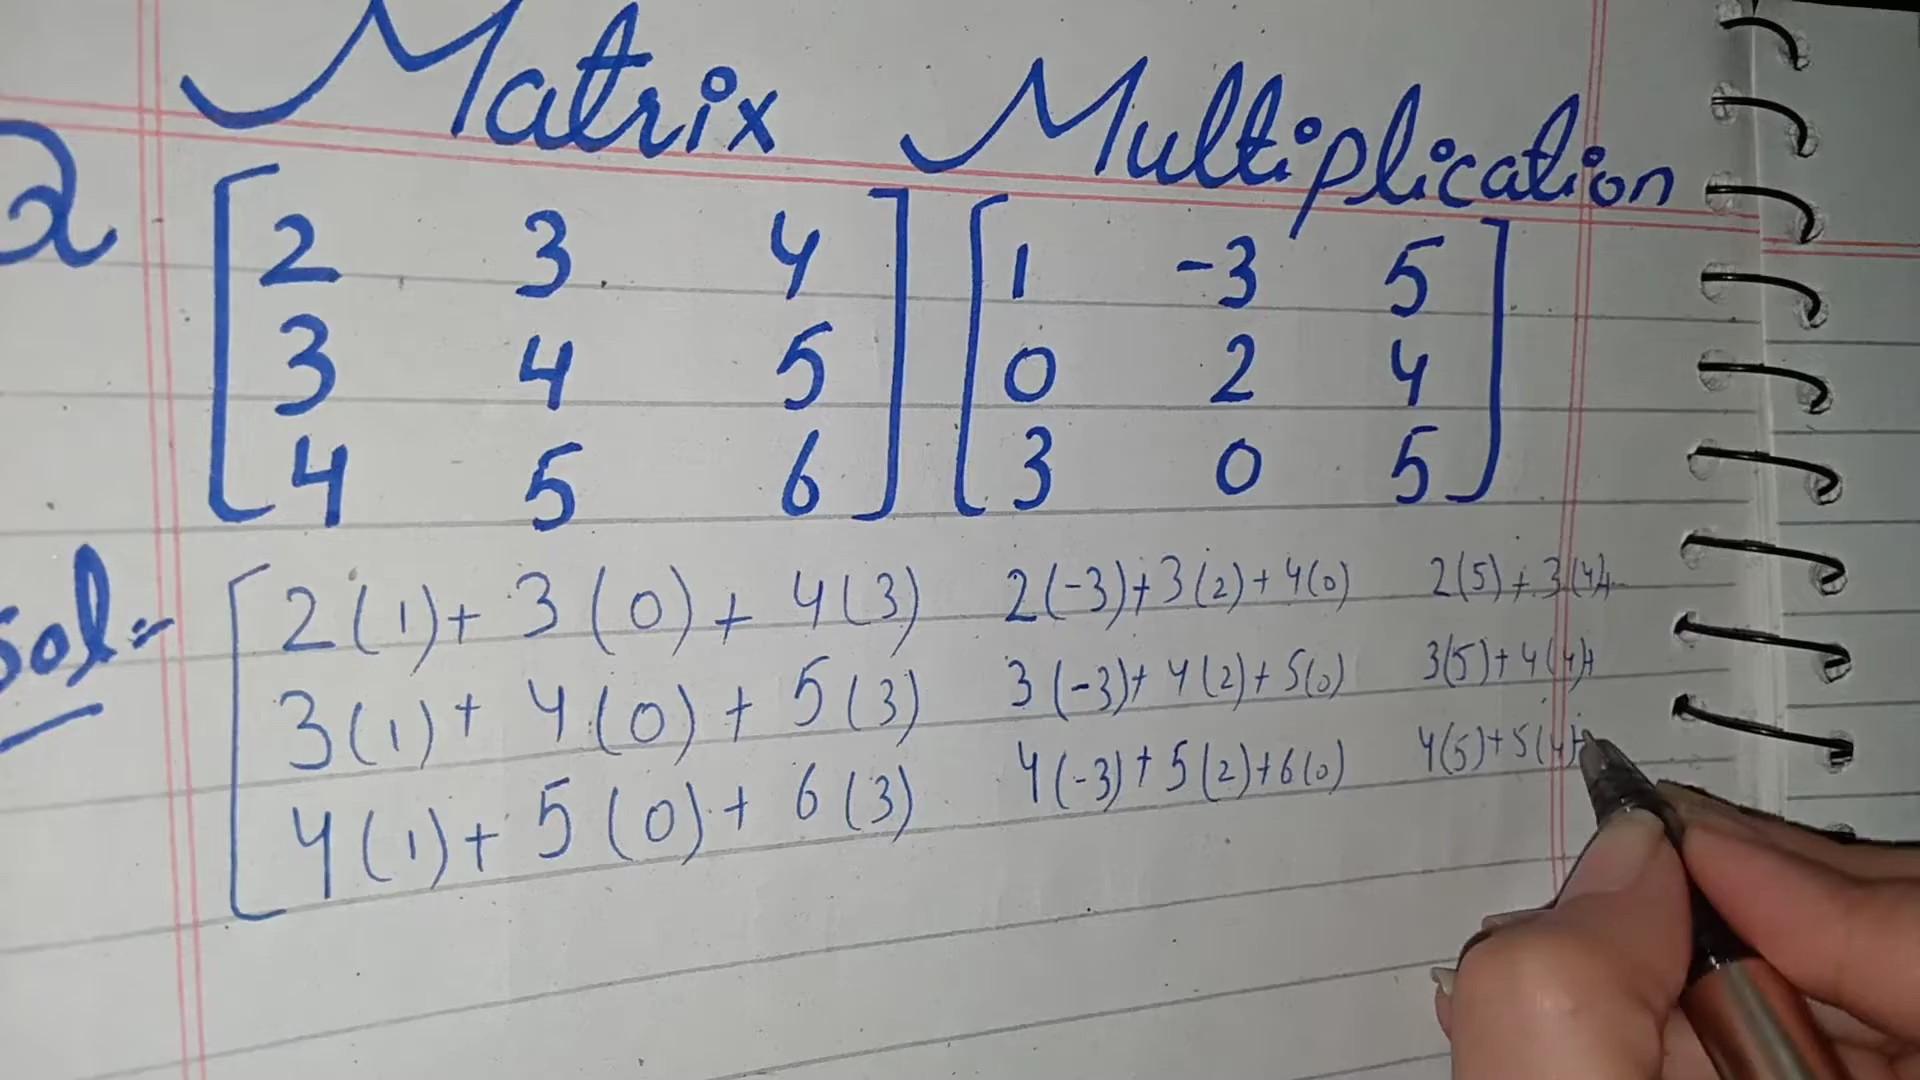 Matrix Multiplication
Q [2 3 4] [1 -3 5]
[3 4 5] [0 2 4]
[4 5 6] [3 0 5]
Sol- [2(1)+3(0)+4(3) 2(-3)+3(2)+4(0) 2(5)+3(4)+
3(1)+4(0)+5(3) 3(-3)+4(2)+5(0) 3(5)+4(4)+
4(1)+5(0)+6(3) 4(-3)+5(2)+6(0) 4(5)+5(4)+